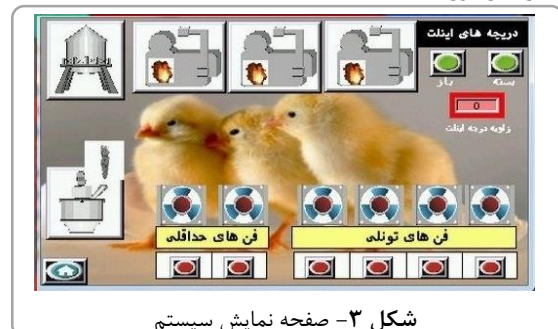 دریچه های اینلت
باز بسته
0
زاویه دریچه اینلت
فن های حداقلی
فن های تونلی
شکل ۳- صفحه نمایش سیستم